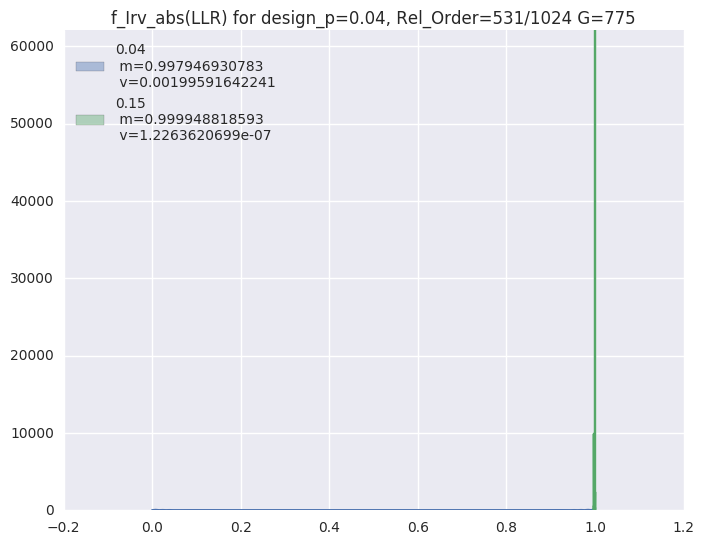 f_Irv_abs(LLR) for design_p=0.04, Rel_Order=531/1024 G=775
60000
50000
40000
30000
20000
10000
0
0.04
m=0.997946930783
v=0.00199591642241
0.15
m=0.999948818593
v=1.2263620699e-07
−0.2 0.0 0.2 0.4 0.6 0.8 1.0 1.2